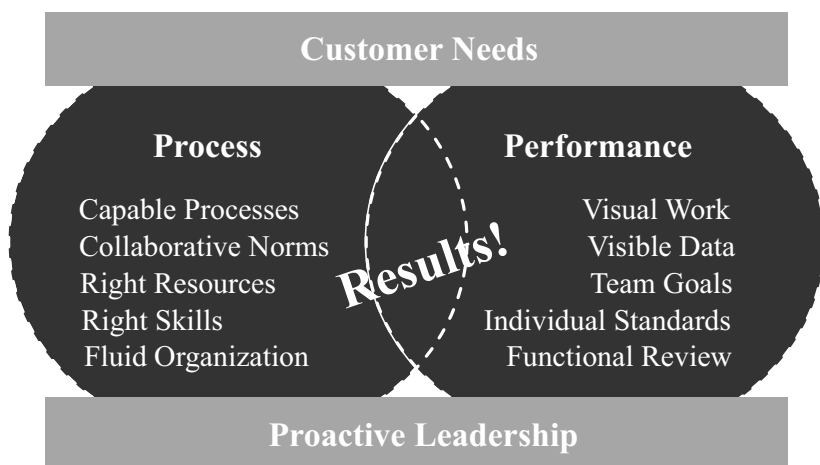 Customer Needs
Process
Capable Processes
Collaborative Norms
Right Resources
Right Skills
Fluid Organization
Results!
Performance
Visual Work
Visible Data
Team Goals
Individual Standards
Functional Review
Proactive Leadership